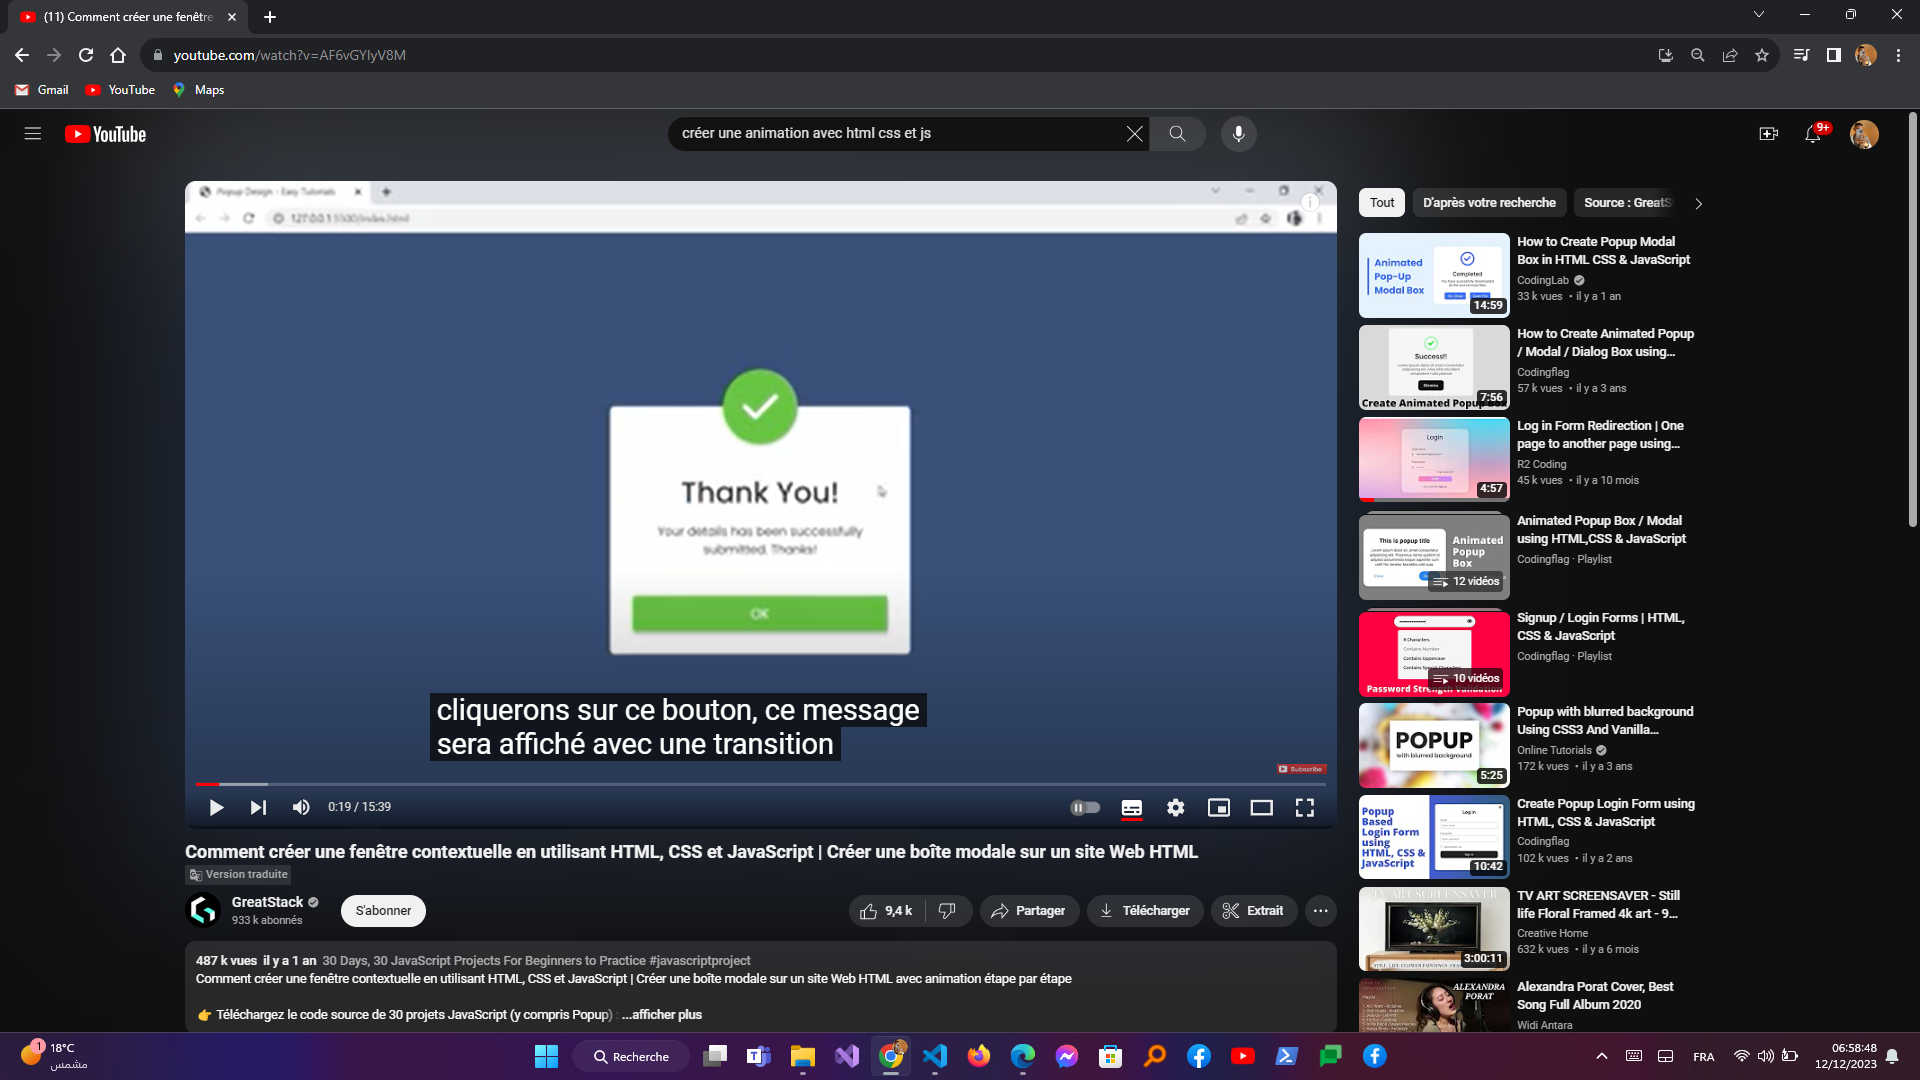 (11) Comment créer une fenêtre
youtube.com/watch?v=AF6vGYIyV8M
Gmail
YouTube
Maps
YouTube
créer une animation avec html css et js
9+
Popup Design - Easy Tutorials
127.0.0.1:5500/index.html
Thank You!
Your details has been successfully
submitted. Thanks!
OK
cliquerons sur ce bouton, ce message
sera affiché avec une transition
Subscribe
0:19 / 15:39
Comment créer une fenêtre contextuelle en utilisant HTML, CSS et JavaScript | Créer une boîte modale sur un site Web HTML
Version traduite
GreatStack
933 k abonnés
S'abonner
9,4 k
Partager
Télécharger
Extrait
487 k vues il y a 1 an 30 Days, 30 JavaScript Projects For Beginners to Practice #javascriptproject
Comment créer une fenêtre contextuelle en utilisant HTML, CSS et JavaScript | Créer une boîte modale sur un site Web HTML avec animation étape par étape
👉 Téléchargez le code source de 30 projets JavaScript (y compris Popup) : ...afficher plus
Tout
D'après votre recherche
Source : GreatS
Animated
Pop-Up
Modal Box
Completed
14:59
How to Create Popup Modal
Box in HTML CSS & JavaScript
CodingLab
33 k vues • il y a 1 an
Success!!
Create Animated Popup
7:56
How to Create Animated Popup
/ Modal / Dialog Box using...
Codingflag
57 k vues • il y a 3 ans
Login
4:57
Log in Form Redirection | One
page to another page using...
R2 Coding
45 k vues • il y a 10 mois
This is popup title
Animated
Popup
Box
12 vidéos
Animated Popup Box / Modal
using HTML,CSS & JavaScript
Codingflag · Playlist
8 Characters
Contains Number
Contains Uppercase
10 vidéos
Password Strength Validation
Signup / Login Forms | HTML,
CSS & JavaScript
Codingflag · Playlist
POPUP
with blurred background
5:25
Popup with blurred background
Using CSS3 And Vanilla...
Online Tutorials
172 k vues • il y a 3 ans
Popup
Based
Login Form
using
HTML, CSS &
JavaScript
Log in
10:42
Create Popup Login Form using
HTML, CSS & JavaScript
Codingflag
102 k vues • il y a 2 ans
TV ART SCREENSAVER
3:00:11
TV ART SCREENSAVER - Still
life Floral Framed 4k art - 9...
Creative Home
632 k vues • il y a 6 mois
ALEXANDRA
PORAT
Alexandra Porat Cover, Best
Song Full Album 2020
Widi Antara
1
18°C
مشمس
Recherche
FRA
06:58:48
12/12/2023